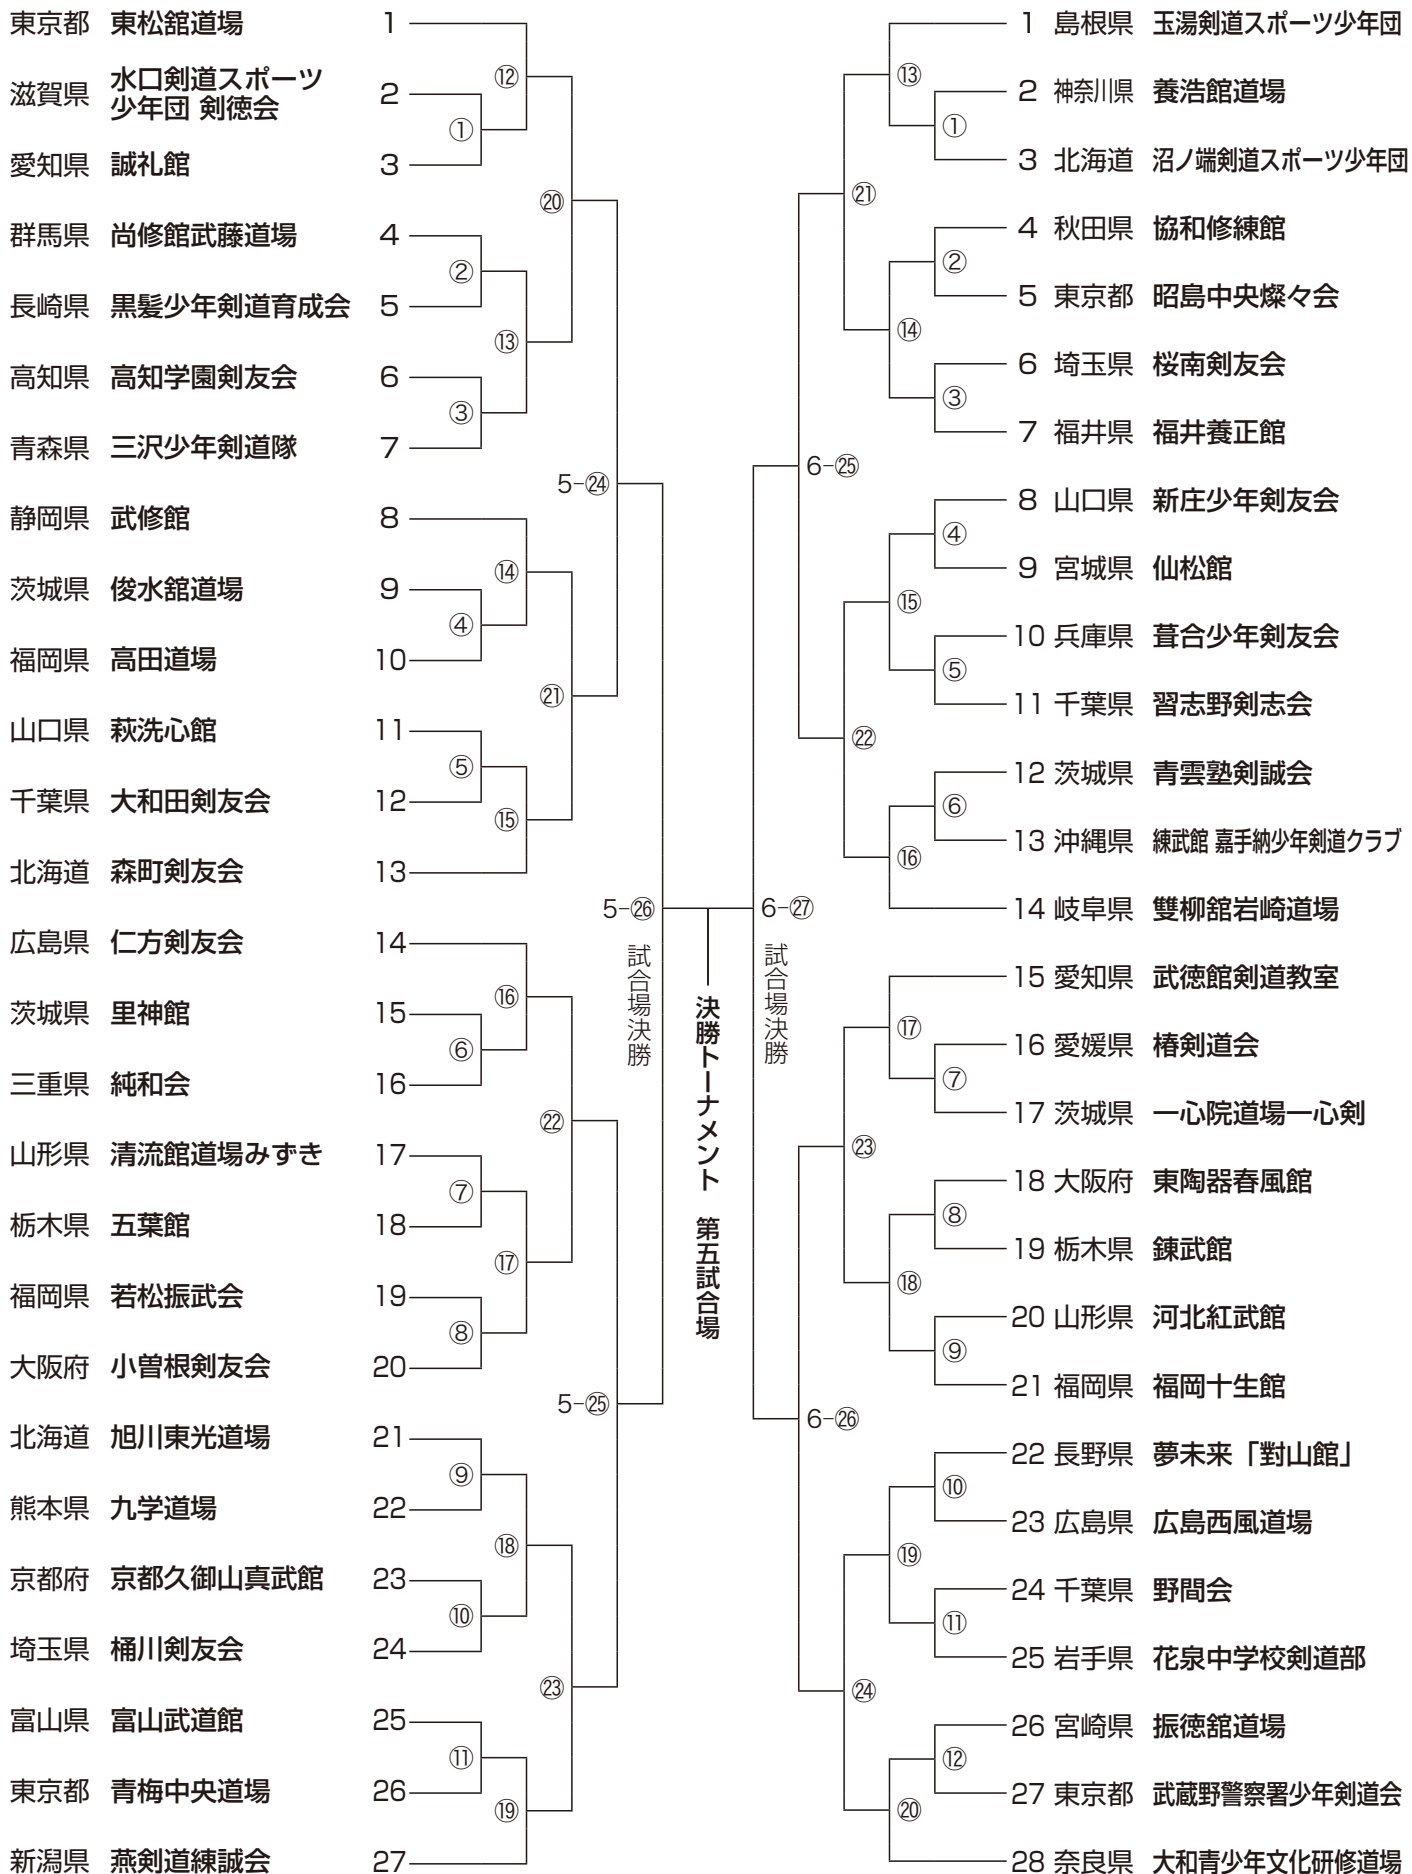 東京都 東松舘道場 1
滋賀県 水口剣道スポーツ
少年団 剣徳会 2
愛知県 誠礼館 3
群馬県 尚修館武藤道場 4
長崎県 黒髪少年剣道育成会 5
高知県 高知学園剣友会 6
青森県 三沢少年剣道隊 7
静岡県 武修館 8
茨城県 俊水舘道場 9
福岡県 高田道場 10
山口県 萩洗心館 11
千葉県 大和田剣友会 12
北海道 森町剣友会 13
広島県 仁方剣友会 14
茨城県 里神館 15
三重県 純和会 16
山形県 清流館道場みずき 17
栃木県 五葉館 18
福岡県 若松振武会 19
大阪府 小曽根剣友会 20
北海道 旭川東光道場 21
熊本県 九学道場 22
京都府 京都久御山真武館 23
埼玉県 桶川剣友会 24
富山県 富山武道館 25
東京都 青梅中央道場 26
新潟県 燕剣道練誠会 27
①
②
③
④
⑤
⑥
⑦
⑧
⑨
⑩
⑪
⑫
⑬
⑭
⑮
⑯
⑰
⑱
⑲
⑳
㉑
㉒
㉓
5-㉔
5-㉕
5-㉖
試合場決勝
決勝トーナメント 第五試合場
6-㉗
試合場決勝
6-㉕
6-㉖
㉑
㉒
㉓
㉔
⑬
⑭
⑮
⑯
⑰
⑱
⑲
⑳
①
②
③
④
⑤
⑥
⑦
⑧
⑨
⑩
⑪
⑫
1 島根県 玉湯剣道スポーツ少年団
2 神奈川県 養浩館道場
3 北海道 沼ノ端剣道スポーツ少年団
4 秋田県 協和修練館
5 東京都 昭島中央燦々会
6 埼玉県 桜南剣友会
7 福井県 福井養正館
8 山口県 新庄少年剣友会
9 宮城県 仙松館
10 兵庫県 葺合少年剣友会
11 千葉県 習志野剣志会
12 茨城県 青雲塾剣誠会
13 沖縄県 練武館 嘉手納少年剣道クラブ
14 岐阜県 雙柳舘岩崎道場
15 愛知県 武徳館剣道教室
16 愛媛県 椿剣道会
17 茨城県 一心院道場一心剣
18 大阪府 東陶器春風館
19 栃木県 錬武館
20 山形県 河北紅武館
21 福岡県 福岡十生館
22 長野県 夢未来「對山館」
23 広島県 広島西風道場
24 千葉県 野間会
25 岩手県 花泉中学校剣道部
26 宮崎県 振徳舘道場
27 東京都 武蔵野警察署少年剣道会
28 奈良県 大和青少年文化研修道場